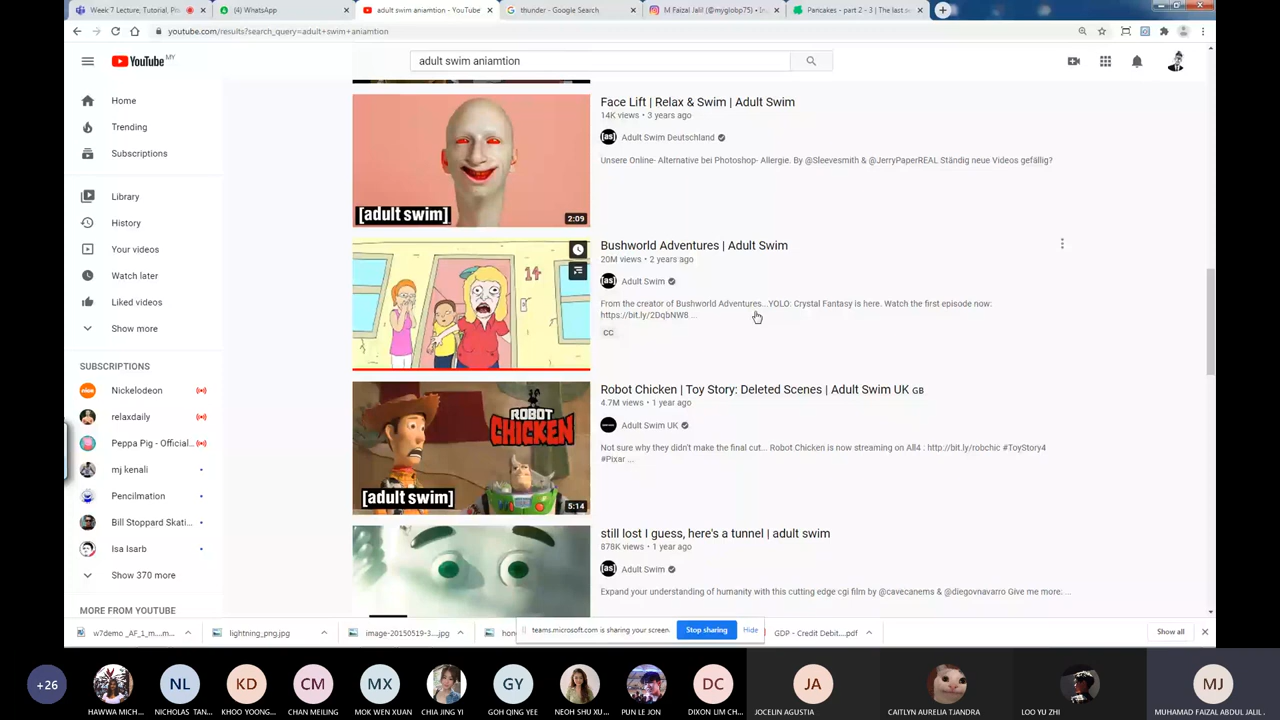 Week 7 Lecture, Tutorial, Pr
(4) WhatsApp
adult swim aniamtion - YouTube
thunder - Google Search
M Faizal Jalil (@myglobp75) • In
Pancakes - part 2 - 3 | The last s
youtube.com/results?search_query=adult+swim+aniamtion
YouTube MY
adult swim aniamtion
Home
Trending
Subscriptions
Library
History
Your videos
Watch later
Liked videos
Show more
SUBSCRIPTIONS
Nickelodeon
relaxdaily
Peppa Pig - Official...
mj kenali
Pencilmation
Bill Stoppard Skati...
Isa Isarb
Show 370 more
MORE FROM YOUTUBE
[adult swim]
2:09
Face Lift | Relax & Swim | Adult Swim
14K views • 3 years ago
[as] Adult Swim Deutschland
Unsere Online- Alternative bei Photoshop- Allergie. By @Sleevesmith & @JerryPaperREAL Ständig neue Videos gefällig?
14
Bushworld Adventures | Adult Swim
20M views • 2 years ago
[as] Adult Swim
From the creator of Bushworld Adventures...YOLO: Crystal Fantasy is here. Watch the first episode now:
https://bit.ly/2DqbNW8 ...
CC
ROBOT
CHICKEN
[adult swim]
5:14
Robot Chicken | Toy Story: Deleted Scenes | Adult Swim UK GB
4.7M views • 1 year ago
Adult Swim UK
Not sure why they didn't make the final cut... Robot Chicken is now streaming on All4 : http://bit.ly/robchic #ToyStory4
#Pixar ...
still lost I guess, here's a tunnel | adult swim
878K views • 1 year ago
[as] Adult Swim
Expand your understanding of humanity with this cutting edge cgi film by @cavecanems & @diegovnavarro Give me more: ...
w7demo _AF_1_m....m...
lightning_png.jpg
image-20150519-3....jpg
hon
teams.microsoft.com is sharing your screen.
Stop sharing
Hide
GDP - Credit Debit....pdf
Show all
+26
HAWWA MICH...
NL
NICHOLAS TAN...
KD
KHOO YOONG...
CM
CHAN MEILING
MX
MOK WEN XUAN
CHIA JING YI
GY
GOH QING YEE
NEOH SHU XU...
PUN LE JON
DC
DIXON LIM CH...
JA
JOCELIN AGUSTIA
CAITLYN AURELIA TJANDRA
LOO YU ZHI
MJ
MUHAMAD FAIZAL ABDUL JALIL .